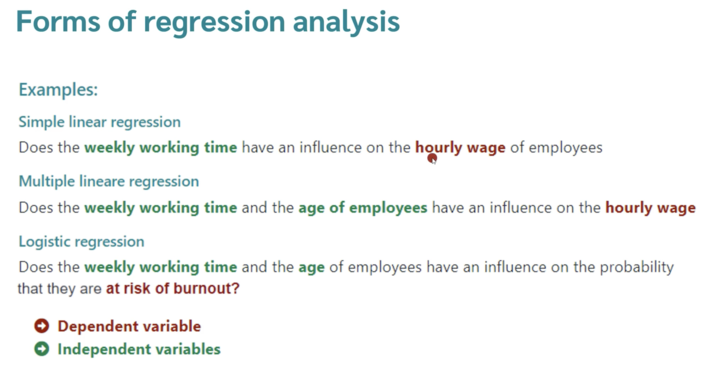 Forms of regression analysis
Examples:
Simple linear regression
Does the weekly working time have an influence on the hourly wage of employees
Multiple lineare regression
Does the weekly working time and the age of employees have an influence on the hourly wage
Logistic regression
Does the weekly working time and the age of employees have an influence on the probability
that they are at risk of burnout?
Dependent variable
Independent variables